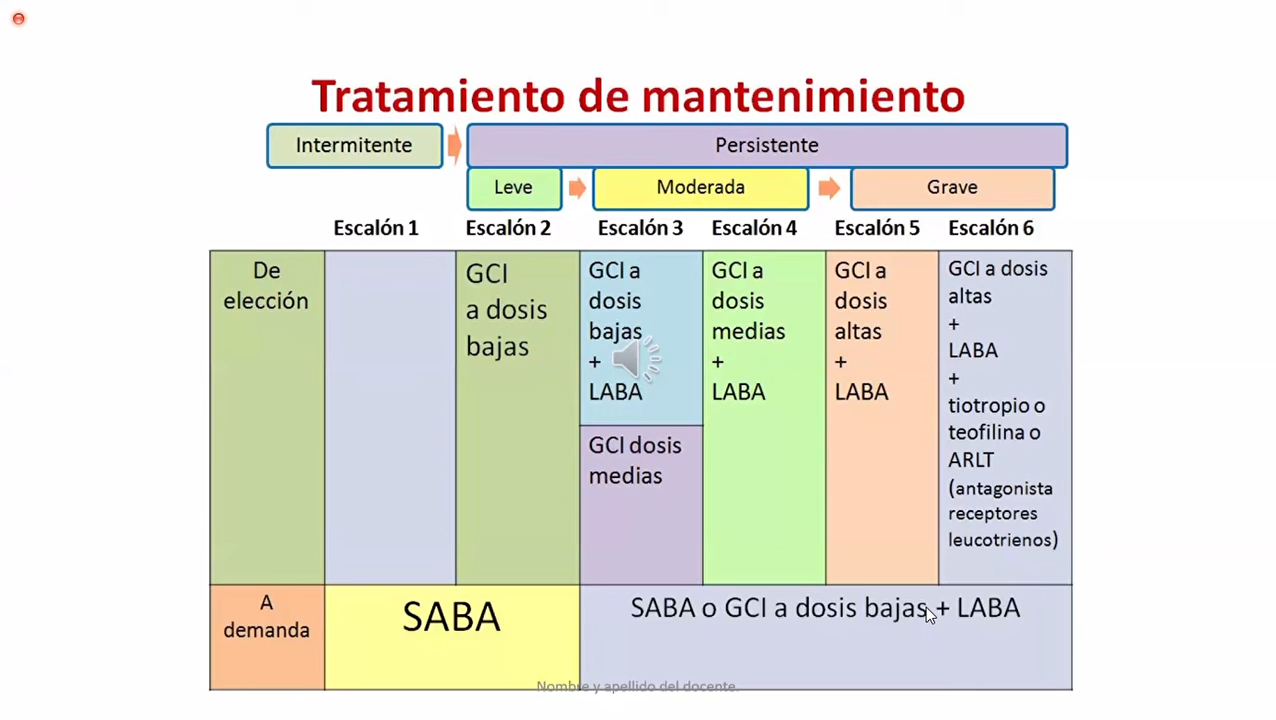 Tratamiento de mantenimiento
Intermitente
Persistente
Leve
Moderada
Grave
Escalón 1
Escalón 2
Escalón 3
Escalón 4
Escalón 5
Escalón 6
De
elección
GCI
a dosis
bajas
GCI a
dosis
bajas
+
LABA
GCI dosis
medias
GCI a
dosis
medias
+
LABA
GCI a
dosis
altas
+
LABA
GCI a dosis
altas
+
LABA
+
tiotropio o
teofilina o
ARLT
(antagonista
receptores
leucotrienos)
A
demanda
SABA
SABA o GCI a dosis bajas + LABA
Nombre y apellido del docente.